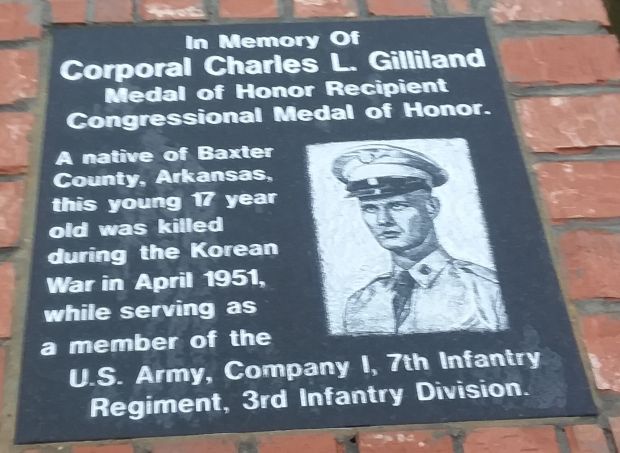 In Memory Of
Corporal Charles L. Gilliland
Medal of Honor Recipient
Congressional Medal of Honor.
A native of Baxter
County, Arkansas,
this young 17 year
old was killed
during the Korean
War in April 1951,
while serving as
a member of the
U.S. Army, Company I, 7th Infantry
Regiment, 3rd Infantry Division.